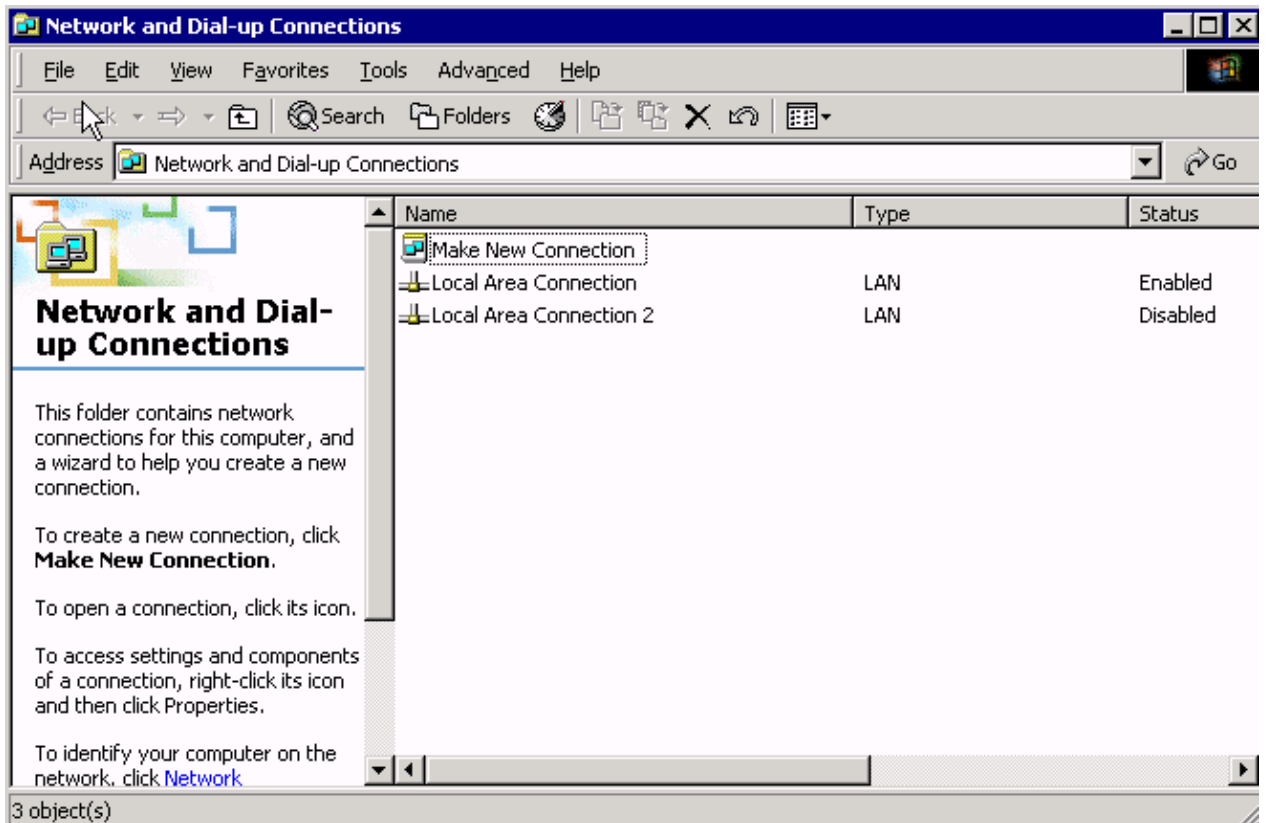 Network and Dial-up Connections
File Edit View Favorites Tools Advanced Help
Search Folders
Address Network and Dial-up Connections Go
Name Type Status
Make New Connection
Local Area Connection LAN Enabled
Local Area Connection 2 LAN Disabled
Network and Dial-
up Connections
This folder contains network
connections for this computer, and
a wizard to help you create a new
connection.
To create a new connection, click
Make New Connection.
To open a connection, click its icon.
To access settings and components
of a connection, right-click its icon
and then click Properties.
To identify your computer on the
network, click Network
3 object(s)